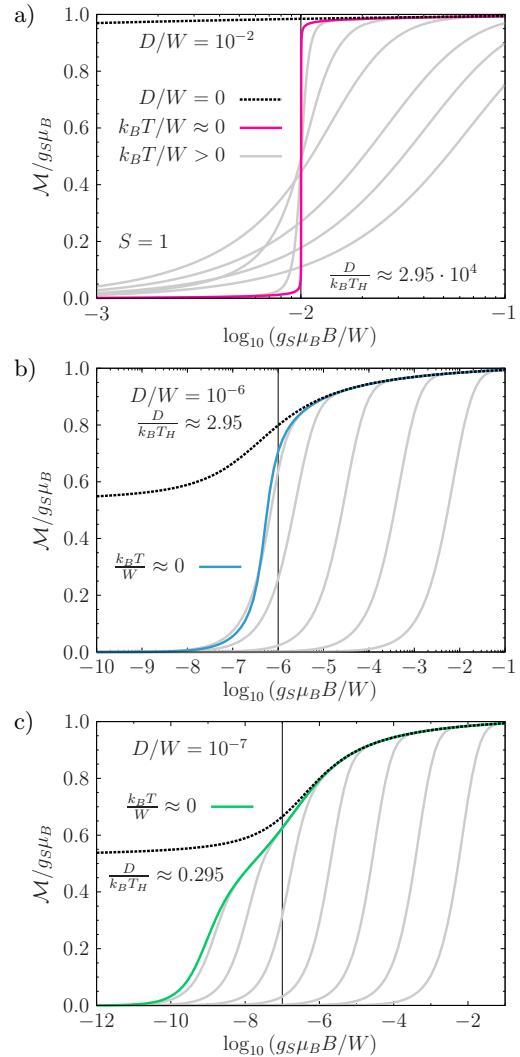 a)
1.0
0.8
0.6
0.4
0.2
0.0
M/g_Sμ_B
D/W = 10^{-2}
D/W = 0
k_BT/W ≈ 0
k_BT/W > 0
S = 1
D/k_BT_H ≈ 2.95 · 10^4
−3 −2 −1
log_{10} (g_Sμ_BB/W)
b)
1.0
0.8
0.6
0.4
0.2
0.0
M/g_Sμ_B
D/W = 10^{-6}
D/k_BT_H ≈ 2.95
k_BT/W ≈ 0
−10 −9 −8 −7 −6 −5 −4 −3 −2 −1
log_{10} (g_Sμ_BB/W)
c)
1.0
0.8
0.6
0.4
0.2
0.0
M/g_Sμ_B
D/W = 10^{-7}
k_BT/W ≈ 0
D/k_BT_H ≈ 0.295
−12 −10 −8 −6 −4 −2
log_{10} (g_Sμ_BB/W)